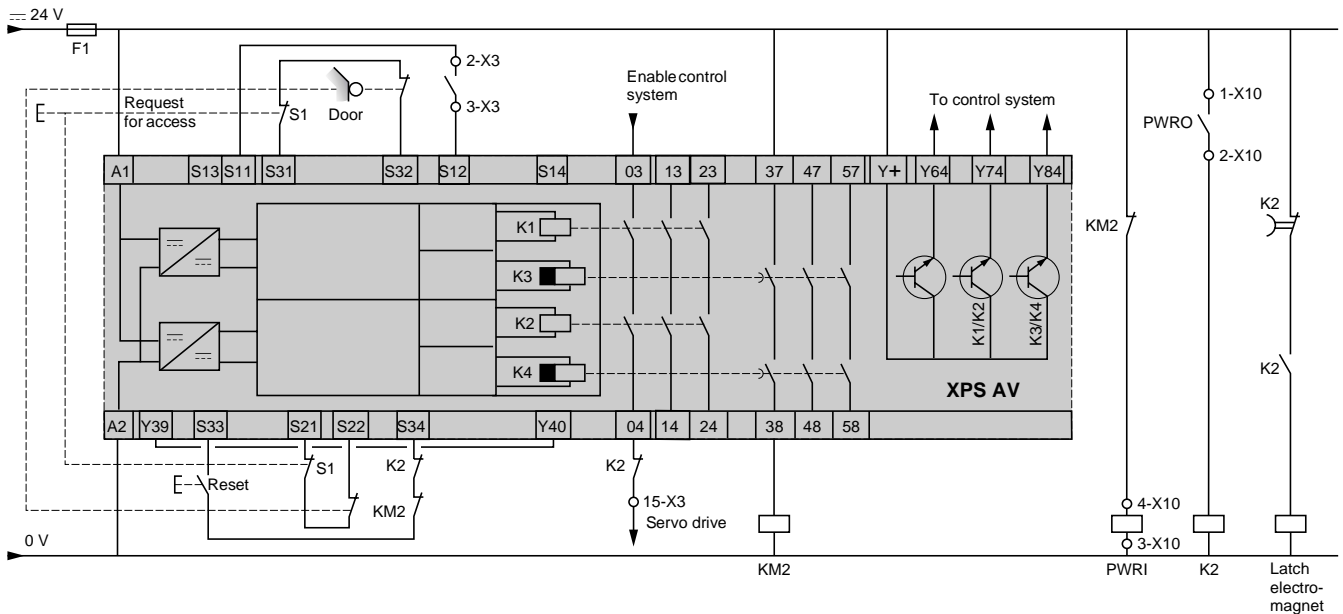 24 V
F1
2-X3
Enable control
system
To control system
1-X10
Request
for access
S1
Door
3-X3
PWRO
2-X10
A1
S13
S11
S31
S32
S12
S14
03
13
23
37
47
57
Y+
Y64
Y74
Y84
K1
KM2
K2
K3
K2
K1/K2
K3/K4
K4
K2
XPS AV
A2
Y39
S33
S21
S22
S34
Y40
04
14
24
38
48
58
S1
K2
K2
Reset
KM2
15-X3
Servo drive
4-X10
0 V
3-X10
KM2
PWRI
K2
Latch
electro-
magnet